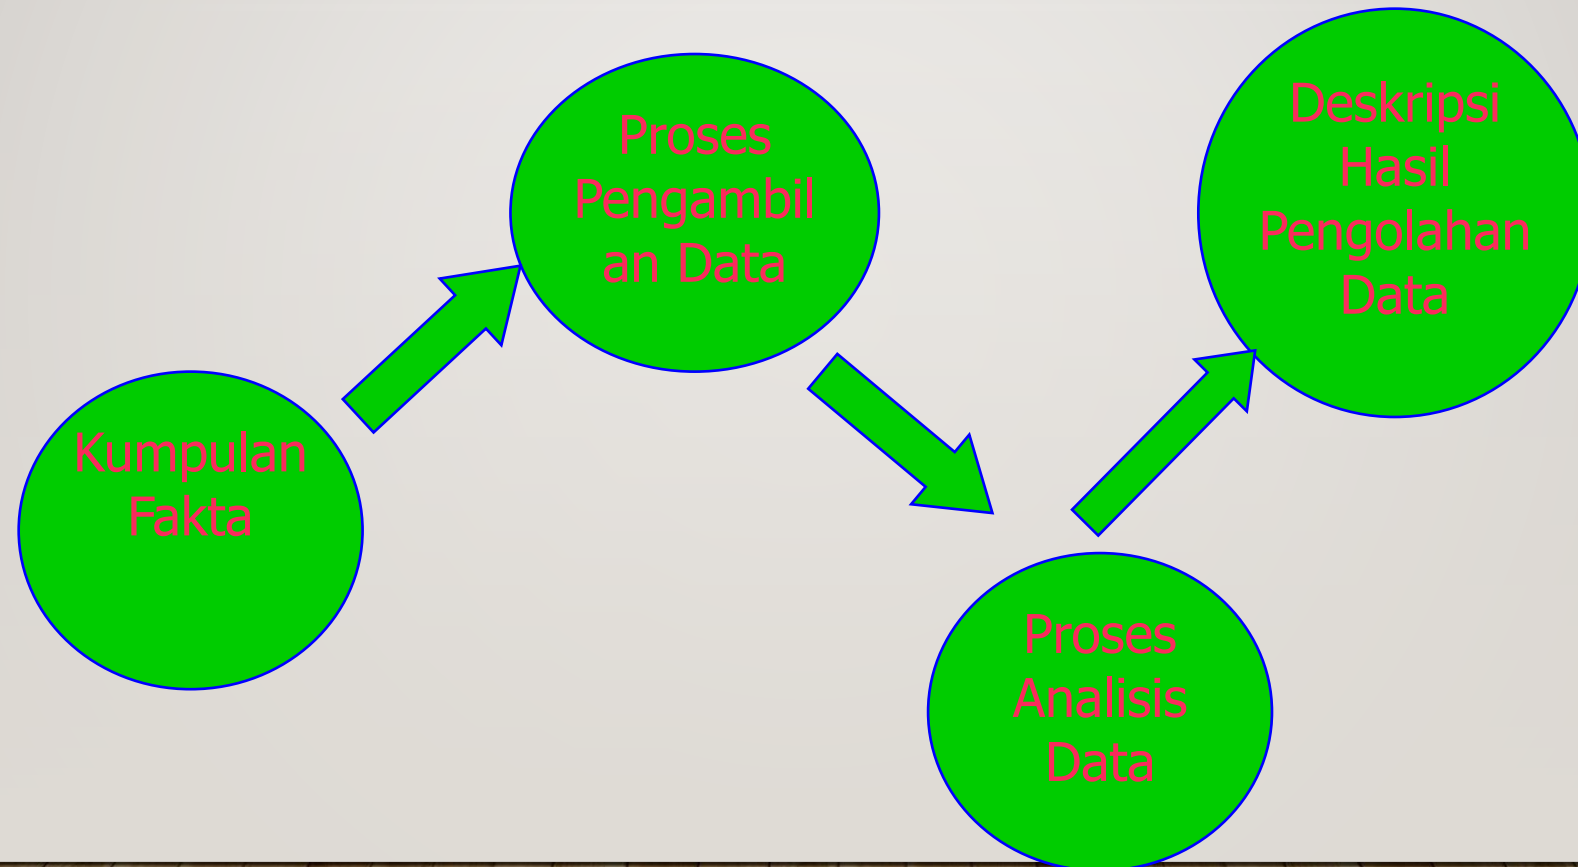 Kumpulan
Fakta
Proses
Pengambil
an Data
Proses
Analisis
Data
Deskripsi
Hasil
Pengolahan
Data